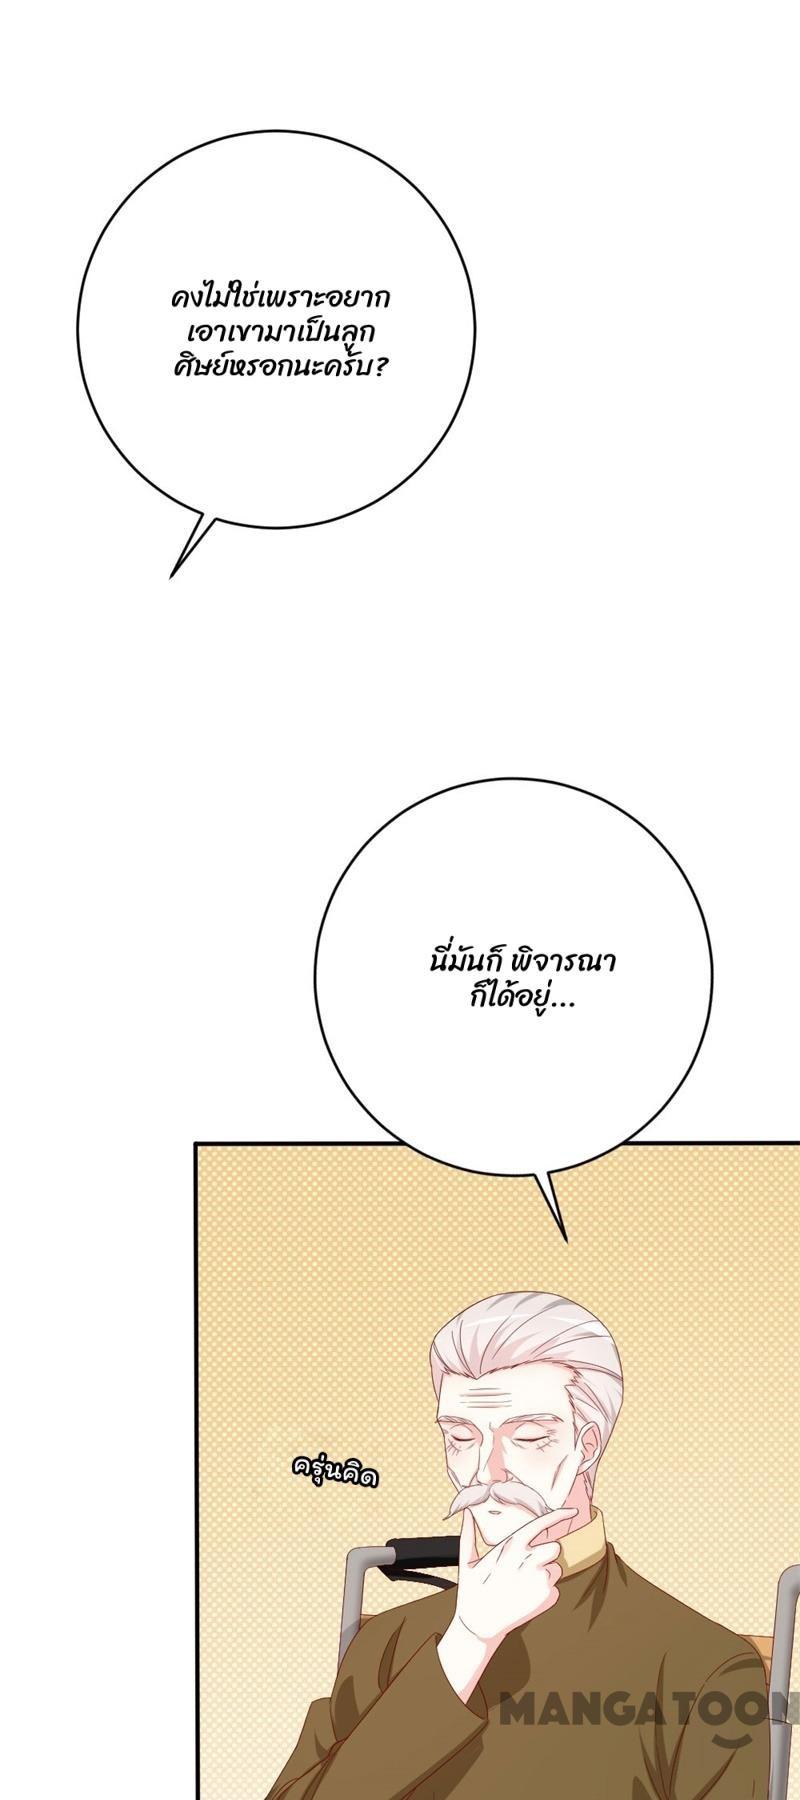 คงไม่ใช่เพราะอยาก
เอาเขามาเป็นลูก
ศิษย์หรอกนะครับ?
นี่มันก็ พิจารณา
ก็ได้อยู่...
ครุ่นคิด
MANGATOON